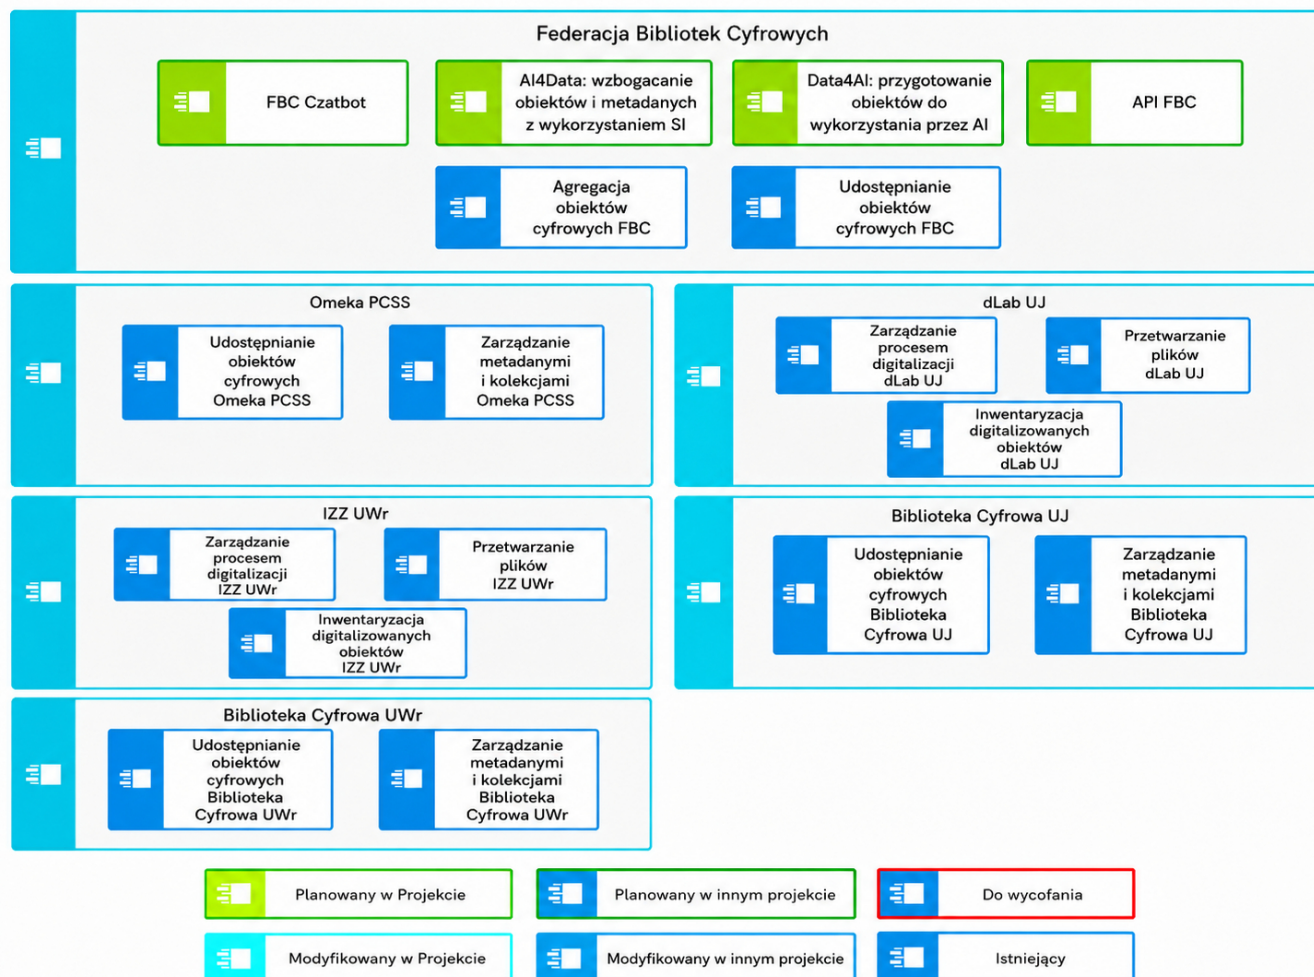 Federacja Bibliotek Cyfrowych
FBC Czatbot
AI4Data: wzbogacanie
obiektów i metadanych
z wykorzystaniem SI
Data4AI: przygotowanie
obiektów do
wykorzystania przez AI
API FBC
Agregacja
obiektów
cyfrowych FBC
Udostępnianie
obiektów
cyfrowych FBC
Omeka PCSS
Udostępnianie
obiektów
cyfrowych
Omeka PCSS
Zarządzanie
metadanymi
i kolekcjami
Omeka PCSS
dLab UJ
Zarządzanie
procesem
digitalizacji
dLab UJ
Przetwarzanie
plików
dLab UJ
Inwentaryzacja
digitalizowanych
obiektów
dLab UJ
IZZ UWr
Zarządzanie
procesem
digitalizacji
IZZ UWr
Przetwarzanie
plików
IZZ UWr
Inwentaryzacja
digitalizowanych
obiektów
IZZ UWr
Biblioteka Cyfrowa UJ
Udostępnianie
obiektów
cyfrowych
Biblioteka
Cyfrowa UJ
Zarządzanie
metadanymi
i kolekcjami
Biblioteka
Cyfrowa UJ
Biblioteka Cyfrowa UWr
Udostępnianie
obiektów
cyfrowych
Biblioteka
Cyfrowa UWr
Zarządzanie
metadanymi
i kolekcjami
Biblioteka
Cyfrowa UWr
Planowany w Projekcie
Planowany w innym projekcie
Do wycofania
Modyfikowany w Projekcie
Modyfikowany w innym projekcie
Istniejący